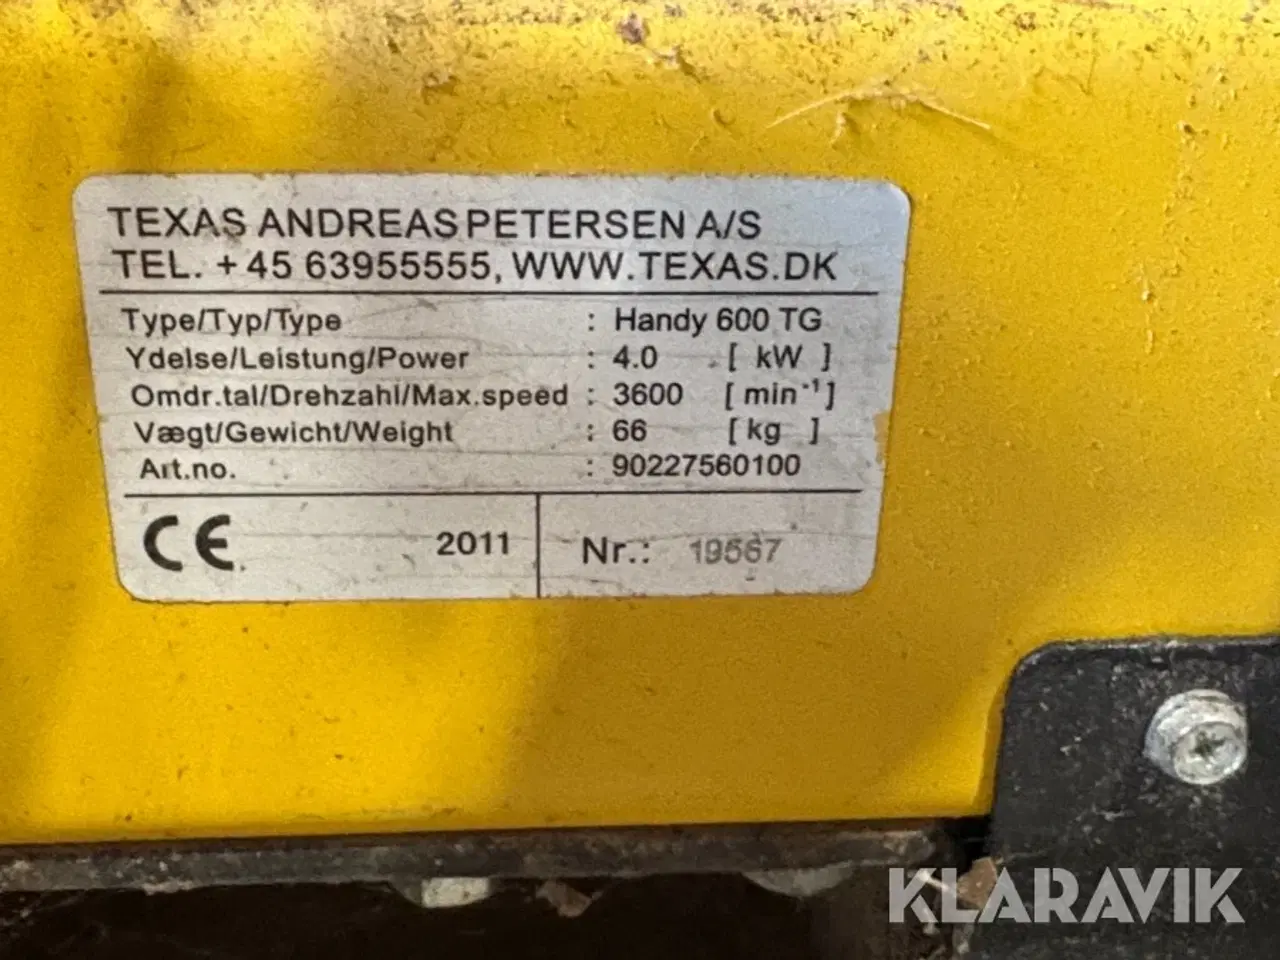 TEXAS ANDREAS PETERSEN A/S
TEL. +45 63955555, WWW.TEXAS.DK
Type/Typ/Type : Handy 600 TG
Ydelse/Leistung/Power : 4.0 [ kW ]
Omdr.tal/Drehzahl/Max.speed : 3600 [ min⁻¹ ]
Vægt/Gewicht/Weight : 66 [ kg ]
Art.no. : 90227560100
CE 2011 Nr.: 19567
KLARAVIK